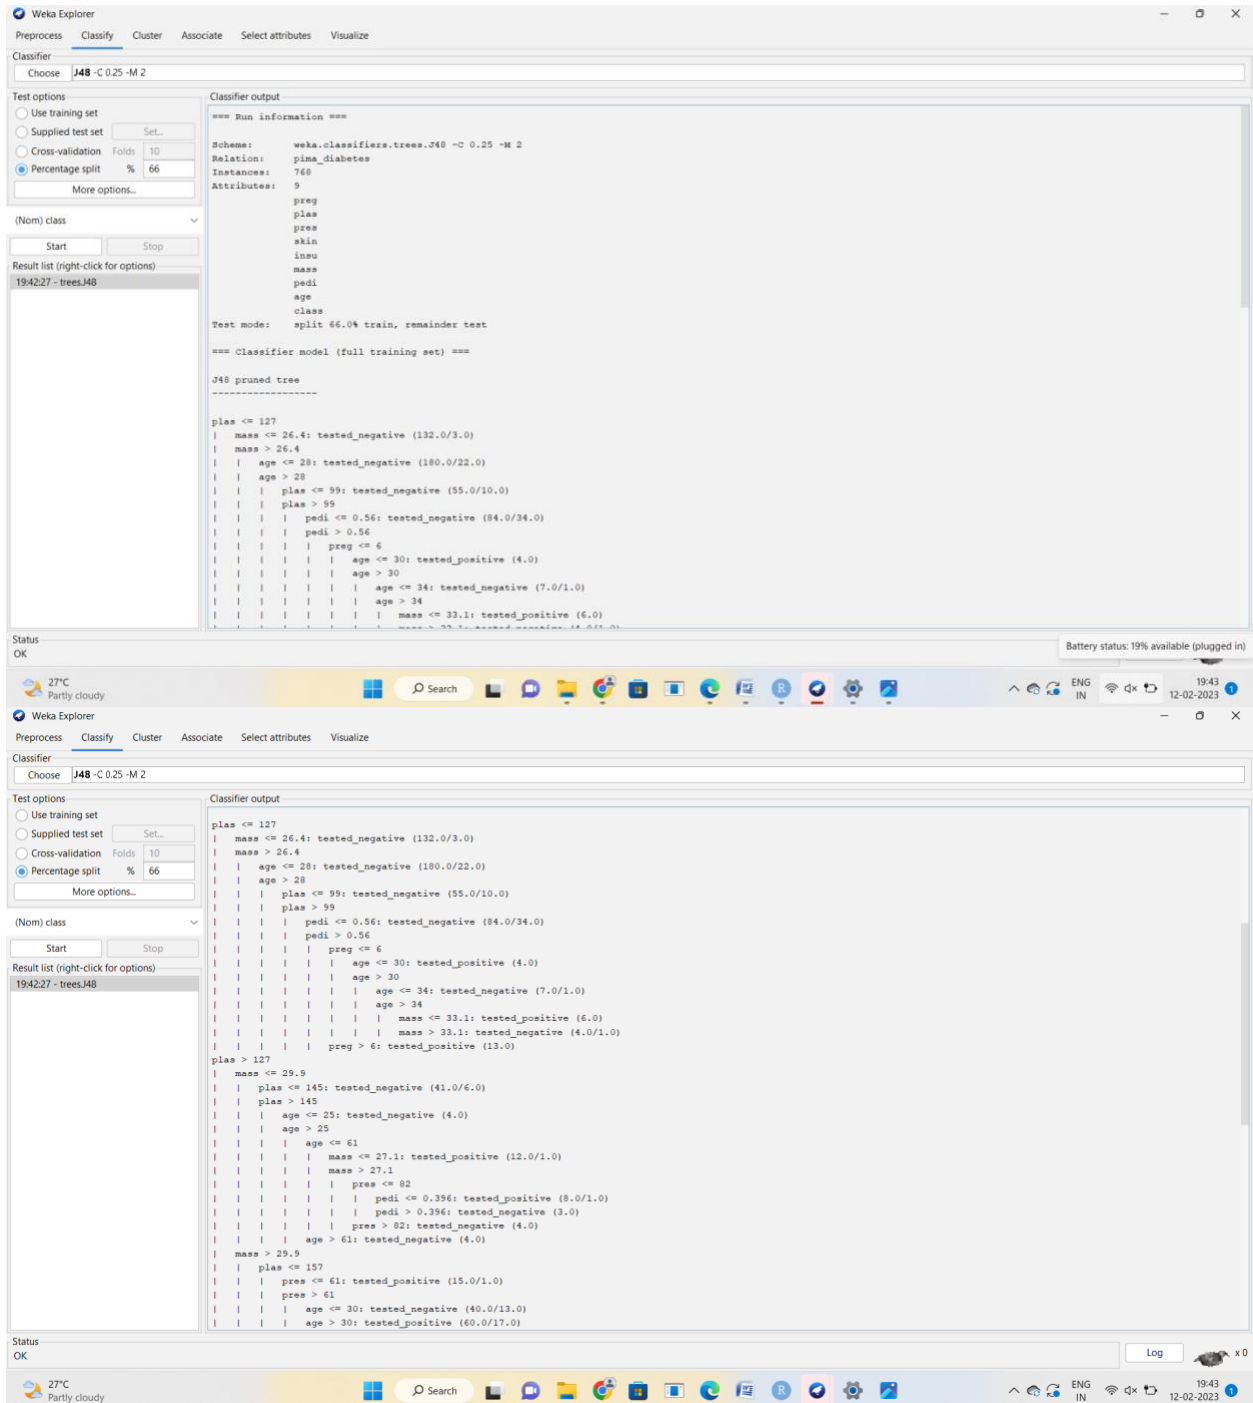 Weka Explorer
Preprocess Classify Cluster Associate Select attributes Visualize
Classifier
Choose J48 -C 0.25 -M 2
Test options
Use training set
Supplied test set Set...
Cross-validation Folds 10
Percentage split % 66
More options...
(Nom) class
Start Stop
Result list (right-click for options)
19:42:27 - trees.J48
Classifier output
=== Run information ===
Scheme: weka.classifiers.trees.J48 -C 0.25 -M 2
Relation: pima_diabetes
Instances: 768
Attributes: 9
preg
plas
pres
skin
insu
mass
pedi
age
class
Test mode: split 66.0% train, remainder test
=== Classifier model (full training set) ===
J48 pruned tree
------------------
plas <= 127
| mass <= 26.4: tested_negative (132.0/3.0)
| mass > 26.4
| | age <= 28: tested_negative (180.0/22.0)
| | age > 28
| | | plas <= 99: tested_negative (55.0/10.0)
| | | plas > 99
| | | | pedi <= 0.56: tested_negative (84.0/34.0)
| | | | pedi > 0.56
| | | | | preg <= 6
| | | | | | age <= 30: tested_positive (4.0)
| | | | | | age > 30
| | | | | | | age <= 34: tested_negative (7.0/1.0)
| | | | | | | age > 34
| | | | | | | | mass <= 33.1: tested_positive (6.0)
Status
OK
Battery status: 19% available (plugged in)
27°C
Partly cloudy
Search
ENG
IN
19:43
12-02-2023
1
Weka Explorer
Preprocess Classify Cluster Associate Select attributes Visualize
Classifier
Choose J48 -C 0.25 -M 2
Test options
Use training set
Supplied test set Set...
Cross-validation Folds 10
Percentage split % 66
More options...
(Nom) class
Start Stop
Result list (right-click for options)
19:42:27 - trees.J48
Classifier output
plas <= 127
| mass <= 26.4: tested_negative (132.0/3.0)
| mass > 26.4
| | age <= 28: tested_negative (180.0/22.0)
| | age > 28
| | | plas <= 99: tested_negative (55.0/10.0)
| | | plas > 99
| | | | pedi <= 0.56: tested_negative (84.0/34.0)
| | | | pedi > 0.56
| | | | | preg <= 6
| | | | | | age <= 30: tested_positive (4.0)
| | | | | | age > 30
| | | | | | | age <= 34: tested_negative (7.0/1.0)
| | | | | | | age > 34
| | | | | | | | mass <= 33.1: tested_positive (6.0)
| | | | | | | | mass > 33.1: tested_negative (4.0/1.0)
| | | | | preg > 6: tested_positive (13.0)
plas > 127
| mass <= 29.9
| | plas <= 145: tested_negative (41.0/6.0)
| | plas > 145
| | | age <= 25: tested_negative (4.0)
| | | age > 25
| | | | age <= 61
| | | | | mass <= 27.1: tested_positive (12.0/1.0)
| | | | | mass > 27.1
| | | | | | pres <= 82
| | | | | | | pedi <= 0.396: tested_positive (8.0/1.0)
| | | | | | | pedi > 0.396: tested_negative (3.0)
| | | | | | pres > 82: tested_negative (4.0)
| | | | age > 61: tested_negative (4.0)
| mass > 29.9
| | plas <= 157
| | | pres <= 61: tested_positive (15.0/1.0)
| | | pres > 61
| | | | age <= 30: tested_negative (40.0/13.0)
| | | | age > 30: tested_positive (60.0/17.0)
Status
OK
Log
x 0
27°C
Partly cloudy
Search
ENG
IN
19:43
12-02-2023
1